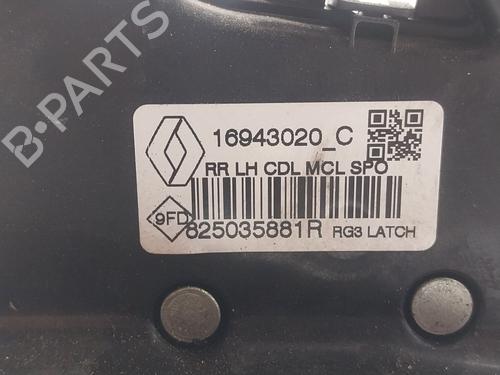 16943020_C
RR LH CDL MCL SPO
9FD
825035881R RG3 LATCH
B-PARTS